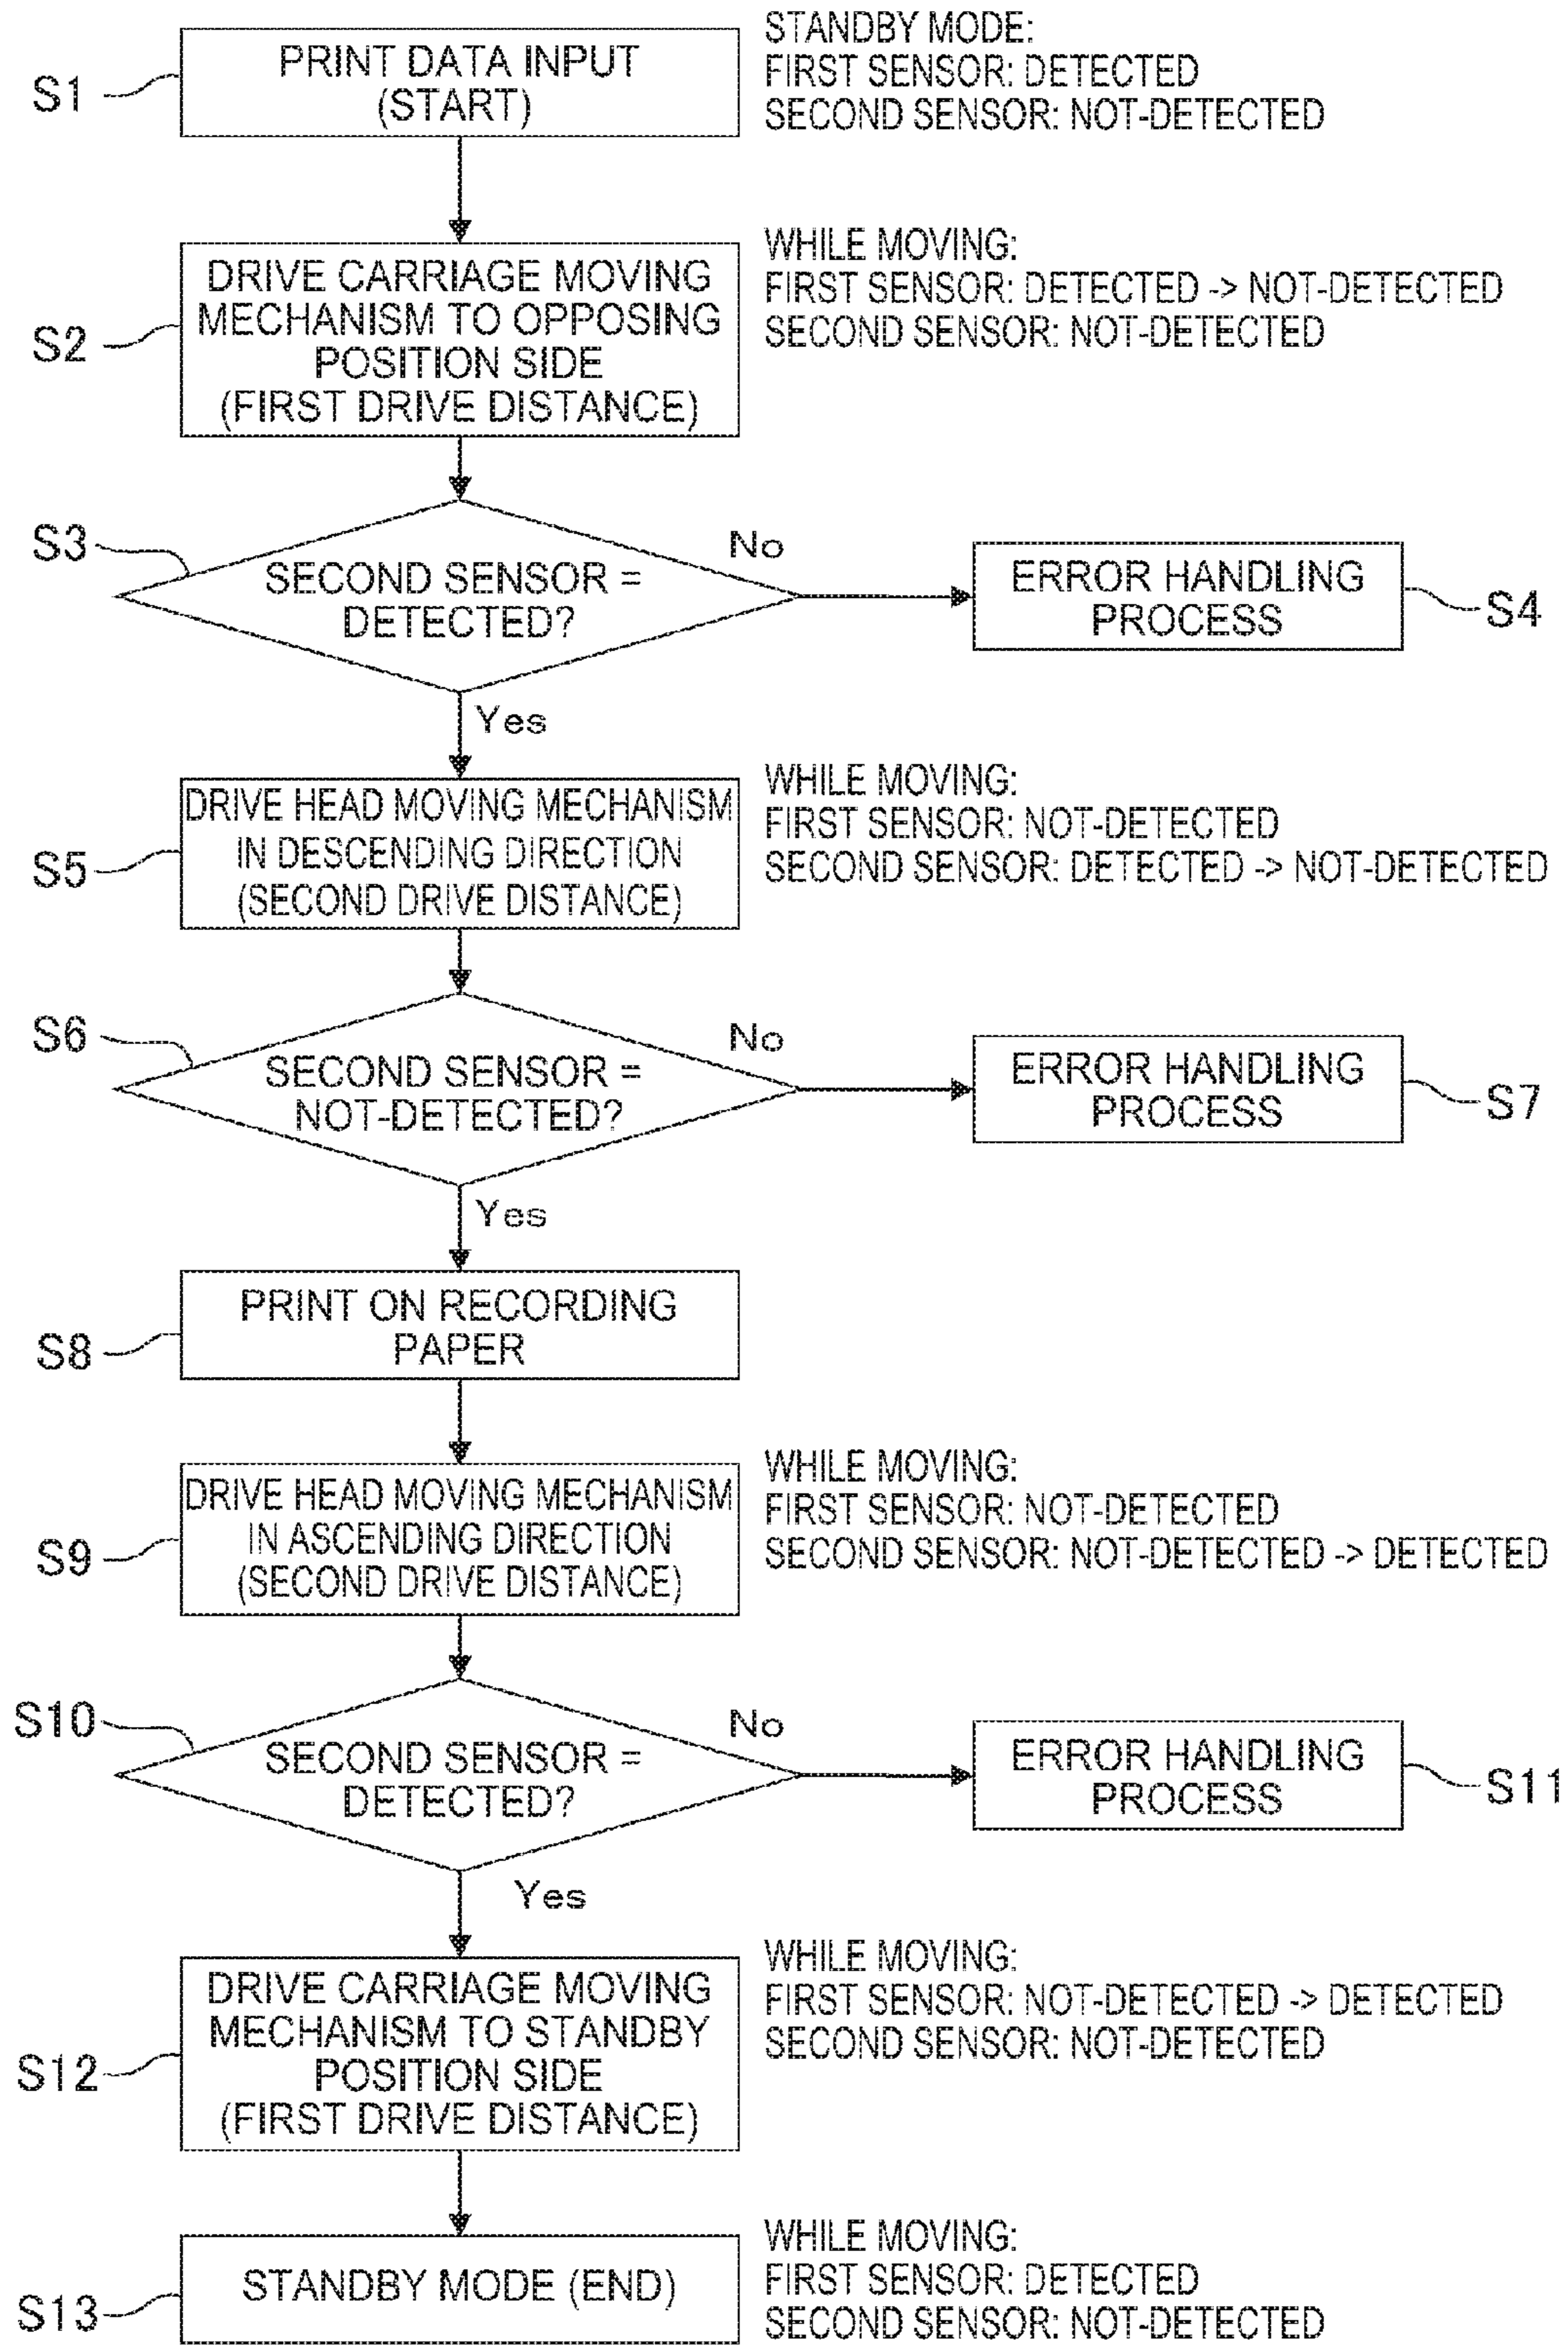 S1
PRINT DATA INPUT
(START)
STANDBY MODE:
FIRST SENSOR: DETECTED
SECOND SENSOR: NOT-DETECTED
S2
DRIVE CARRIAGE MOVING
MECHANISM TO OPPOSING
POSITION SIDE
(FIRST DRIVE DISTANCE)
WHILE MOVING:
FIRST SENSOR: DETECTED -> NOT-DETECTED
SECOND SENSOR: NOT-DETECTED
S3
SECOND SENSOR =
DETECTED?
No
ERROR HANDLING
PROCESS
S4
Yes
S5
DRIVE HEAD MOVING MECHANISM
IN DESCENDING DIRECTION
(SECOND DRIVE DISTANCE)
WHILE MOVING:
FIRST SENSOR: NOT-DETECTED
SECOND SENSOR: DETECTED -> NOT-DETECTED
S6
SECOND SENSOR =
NOT-DETECTED?
No
ERROR HANDLING
PROCESS
S7
Yes
S8
PRINT ON RECORDING
PAPER
S9
DRIVE HEAD MOVING MECHANISM
IN ASCENDING DIRECTION
(SECOND DRIVE DISTANCE)
WHILE MOVING:
FIRST SENSOR: NOT-DETECTED
SECOND SENSOR: NOT-DETECTED -> DETECTED
S10
SECOND SENSOR =
DETECTED?
No
ERROR HANDLING
PROCESS
S11
Yes
S12
DRIVE CARRIAGE MOVING
MECHANISM TO STANDBY
POSITION SIDE
(FIRST DRIVE DISTANCE)
WHILE MOVING:
FIRST SENSOR: NOT-DETECTED -> DETECTED
SECOND SENSOR: NOT-DETECTED
S13
STANDBY MODE (END)
WHILE MOVING:
FIRST SENSOR: DETECTED
SECOND SENSOR: NOT-DETECTED